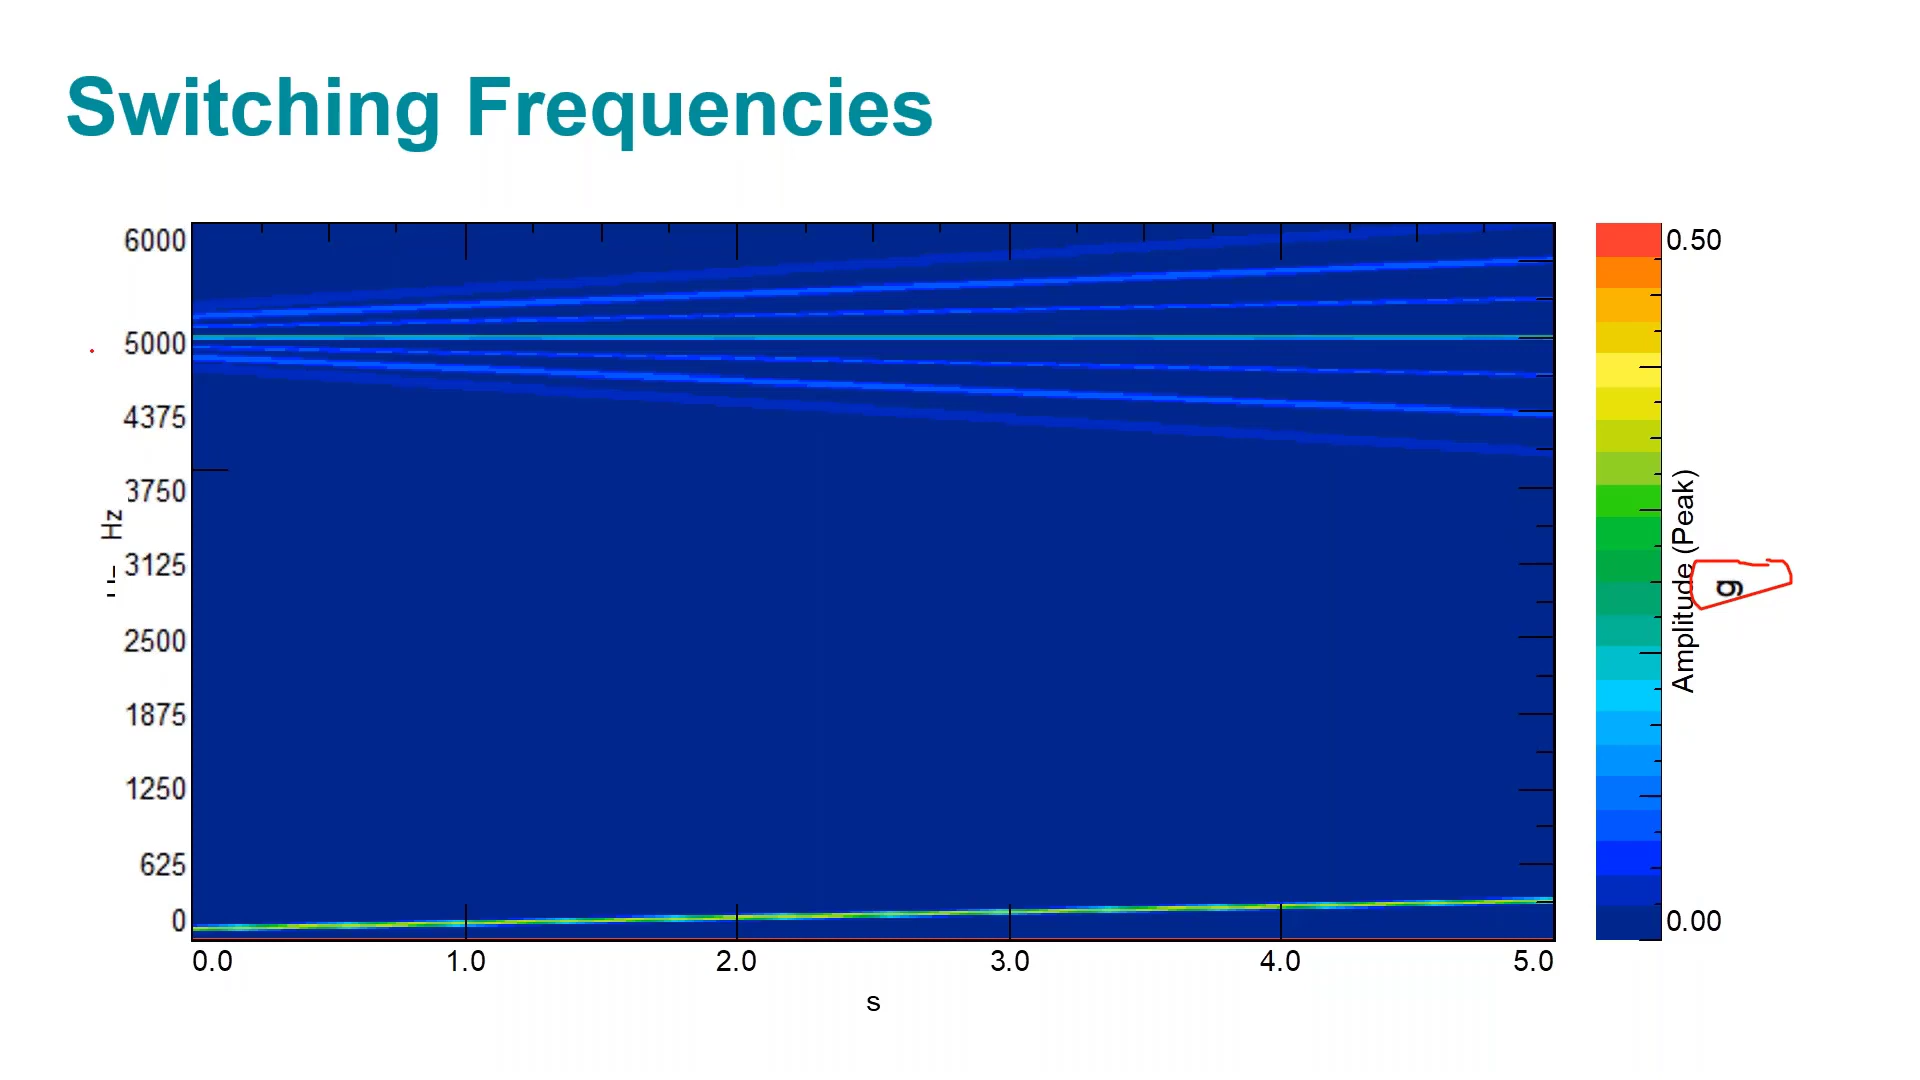 Switching Frequencies
6000
5000
4375
3750
3125
2500
1875
1250
625
0
Hz
0.0 1.0 2.0 3.0 4.0 5.0
s
0.50
0.00
Amplitude (Peak)
g